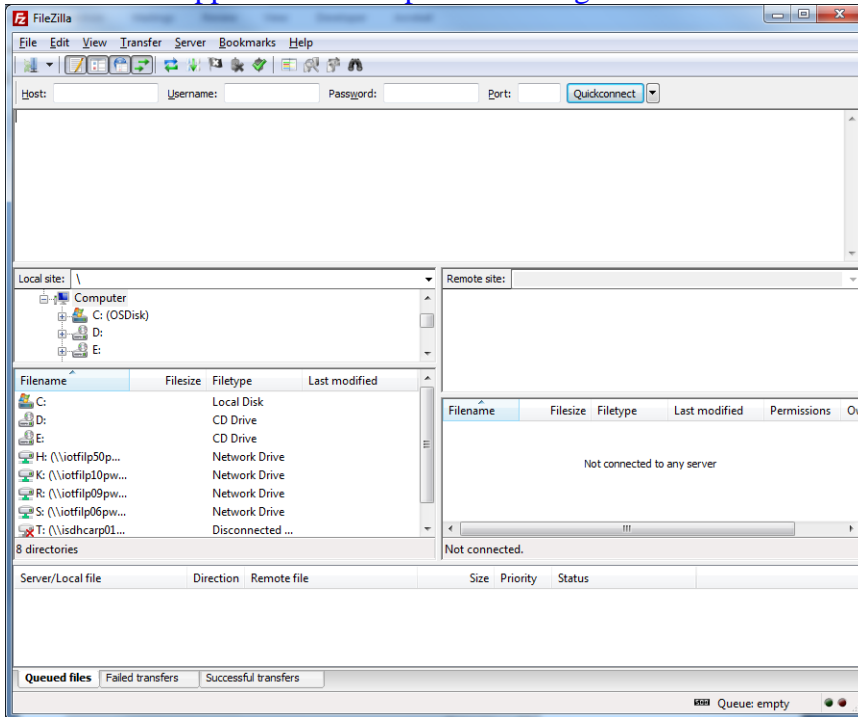 FileZilla
File Edit View Transfer Server Bookmarks Help
Host: Username: Password: Port: Quickconnect
Local site: \
Computer
C: (OSDisk)
D:
E:
Filename Filesize Filetype Last modified
C: Local Disk
D: CD Drive
E: CD Drive
H: (\\iotfilp50p... Network Drive
K: (\\iotfilp10pw... Network Drive
R: (\\iotfilp09pw... Network Drive
S: (\\iotfilp06pw... Network Drive
T: (\\isdhcarp01... Disconnected ...
8 directories
Remote site:
Filename Filesize Filetype Last modified Permissions Ov
Not connected to any server
Not connected.
Server/Local file Direction Remote file Size Priority Status
Queued files Failed transfers Successful transfers
Queue: empty